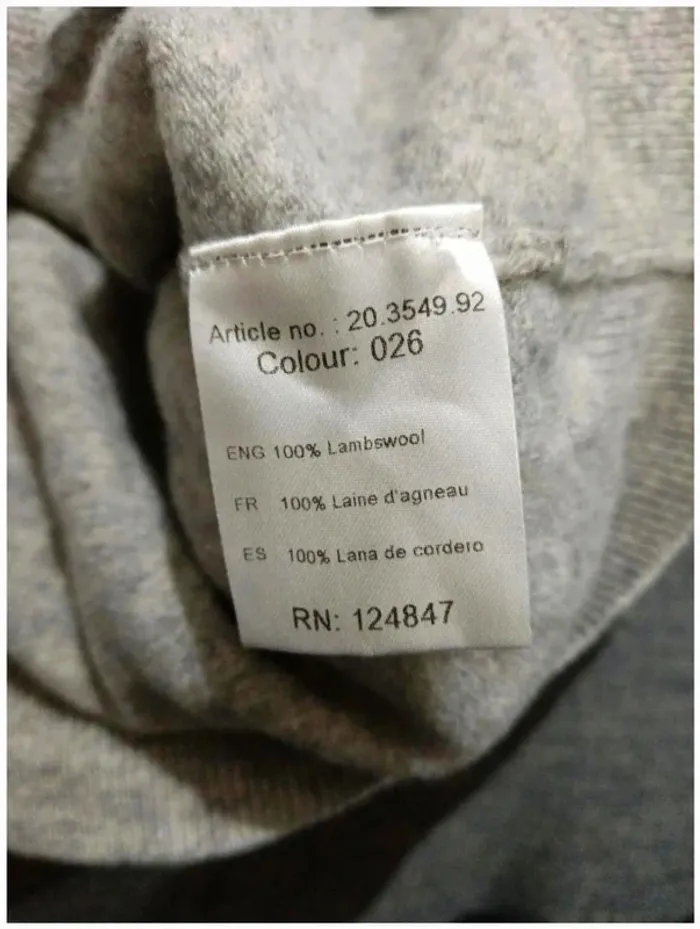 Article no. : 20.3549.92
Colour: 026
ENG 100% Lambswool
FR 100% Laine d'agneau
ES 100% Lana de cordero
RN: 124847